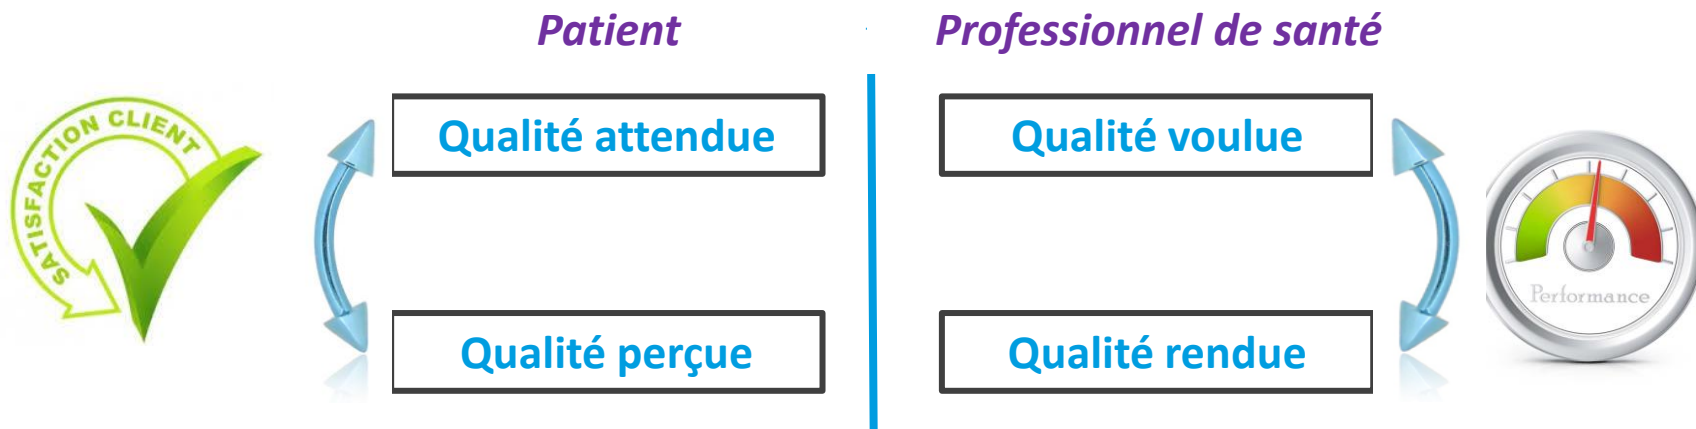 Patient
Professionnel de santé
SATISFACTION CLIENT
Qualité attendue
Qualité voulue
Performance
Qualité perçue
Qualité rendue